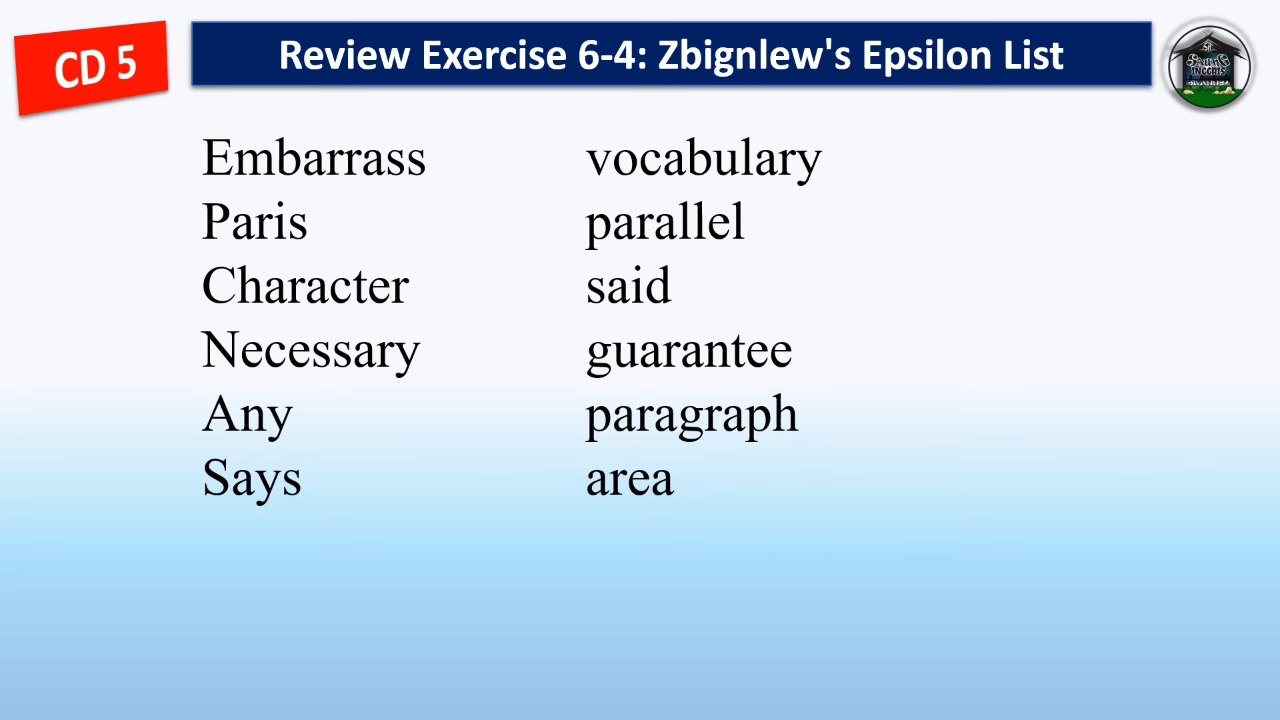 CD 5
Review Exercise 6-4: Zbignlew's Epsilon List
Embarrass vocabulary
Paris parallel
Character said
Necessary guarantee
Any paragraph
Says area
INGGRIS